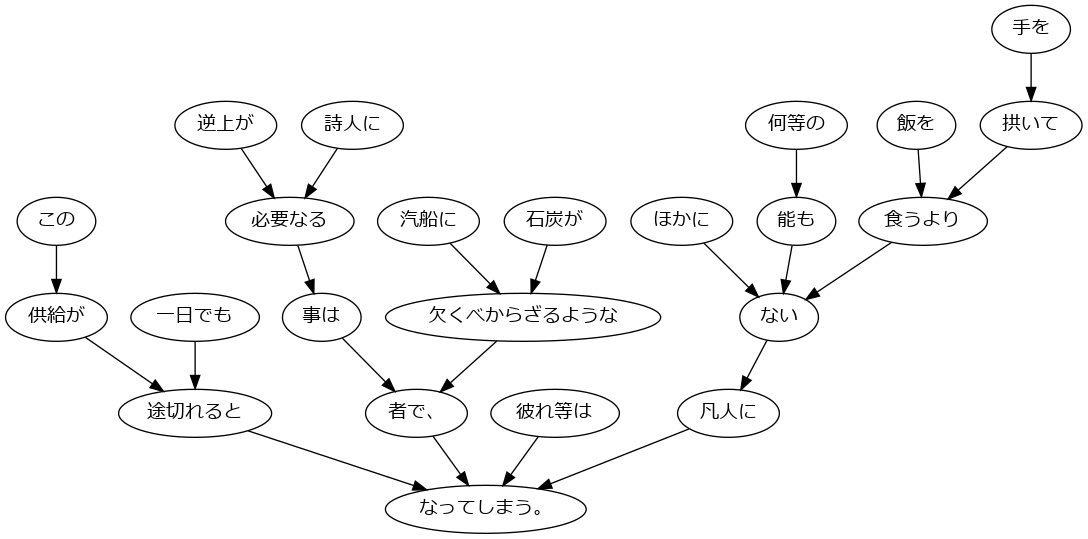 手を
逆上が
詩人に
何等の
飯を
拱いて
この
必要なる
汽船に
石炭が
ほかに
能も
食うより
供給が
一日でも
事は
欠くべからざるような
ない
途切れると
者で、
彼れ等は
凡人に
なってしまう。